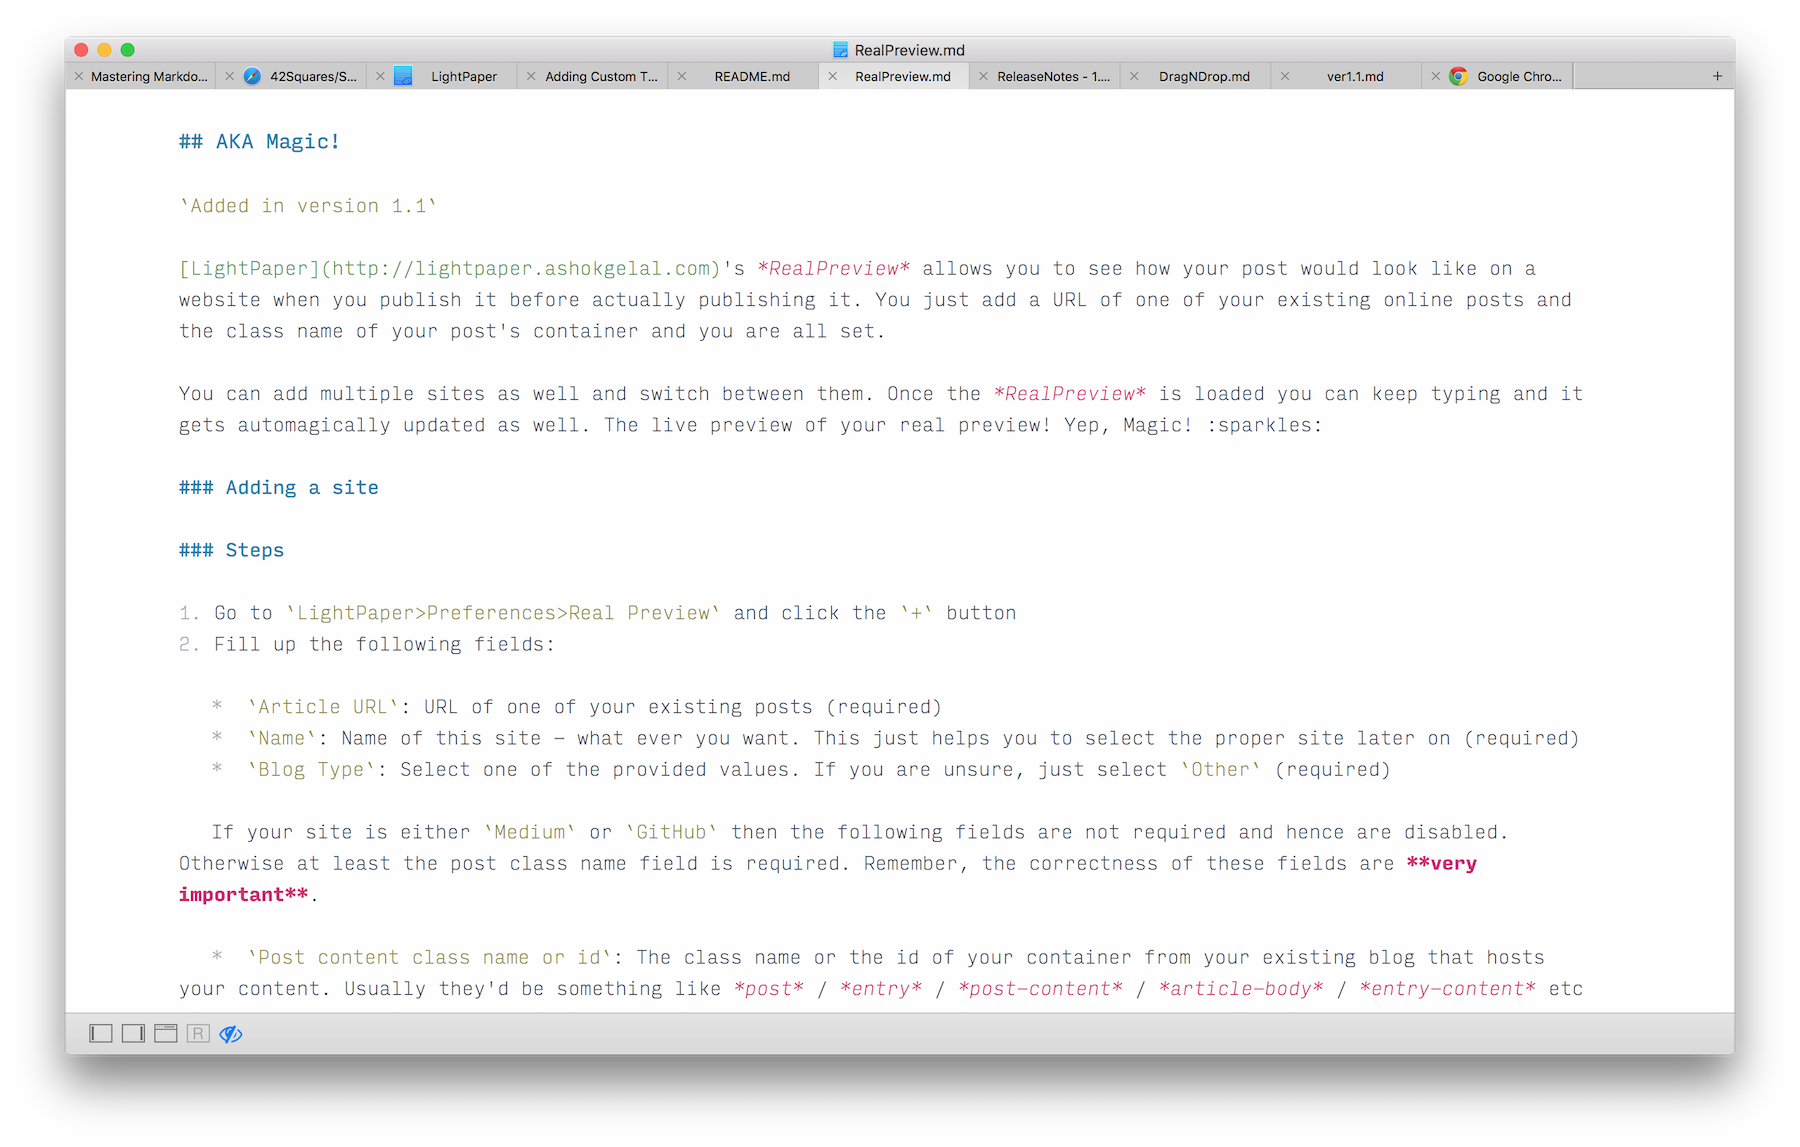 RealPreview.md
Mastering Markdo...
42Squares/S...
LightPaper
Adding Custom T...
README.md
RealPreview.md
ReleaseNotes - 1....
DragNDrop.md
ver1.1.md
Google Chro...
+
## AKA Magic!
`Added in version 1.1`
[LightPaper](http://lightpaper.ashokgelal.com)'s *RealPreview* allows you to see how your post would look like on a
website when you publish it before actually publishing it. You just add a URL of one of your existing online posts and
the class name of your post's container and you are all set.
You can add multiple sites as well and switch between them. Once the *RealPreview* is loaded you can keep typing and it
gets automagically updated as well. The live preview of your real preview! Yep, Magic! :sparkles:
### Adding a site
### Steps
1. Go to `LightPaper>Preferences>Real Preview` and click the `+` button
2. Fill up the following fields:
*  `Article URL`: URL of one of your existing posts (required)
*  `Name`: Name of this site – what ever you want. This just helps you to select the proper site later on (required)
*  `Blog Type`: Select one of the provided values. If you are unsure, just select `Other` (required)
If your site is either `Medium` or `GitHub` then the following fields are not required and hence are disabled.
Otherwise at least the post class name field is required. Remember, the correctness of these fields are **very
important**.
*  `Post content class name or id`: The class name or the id of your container from your existing blog that hosts
your content. Usually they'd be something like *post* / *entry* / *post-content* / *article-body* / *entry-content* etc
R